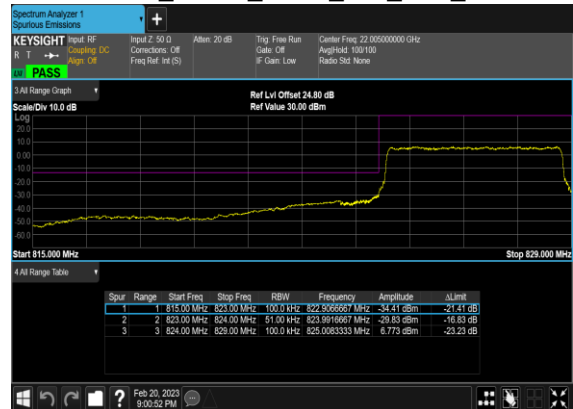 Spectrum Analyzer 1
Spurious Emissions
+
KEYSIGHT Input: RF
R T
Coupling: DC
Align: Off
Input Z: 50 Ω
Corrections: Off
Freq Ref: Int (S)
Atten: 20 dB
Trig: Free Run
Gate: Off
IF Gain: Low
Center Freq: 22.005000000 GHz
Avg|Hold: 100/100
Radio Std: None
PASS
3 All Range Graph
Ref Lvl Offset 24.80 dB
Scale/Div 10.0 dB
Ref Value 30.00 dBm
Log
20.0
10.0
0.00
-10.0
-20.0
-30.0
-40.0
-50.0
-60.0
Start 815.000 MHz
Stop 829.000 MHz
4 All Range Table
Spur Range Start Freq Stop Freq RBW Frequency Amplitude ΔLimit
1 1 815.00 MHz 823.00 MHz 100.0 kHz 822.9066667 MHz -34.41 dBm -21.41 dB
2 2 823.00 MHz 824.00 MHz 51.00 kHz 823.9916667 MHz -29.83 dBm -16.83 dB
3 3 824.00 MHz 829.00 MHz 100.0 kHz 825.0083333 MHz 6.773 dBm -23.23 dB
?
Feb 20, 2023
9:00:52 PM